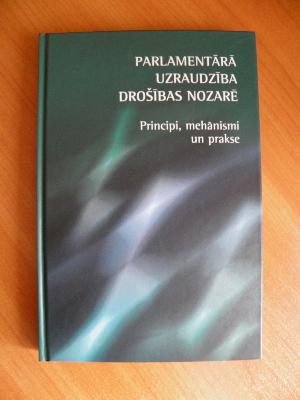 PARLAMENTĀRĀ
UZRAUDZĪBA
DROŠĪBAS NOZARĒ
Principi, mehānismi
un prakse